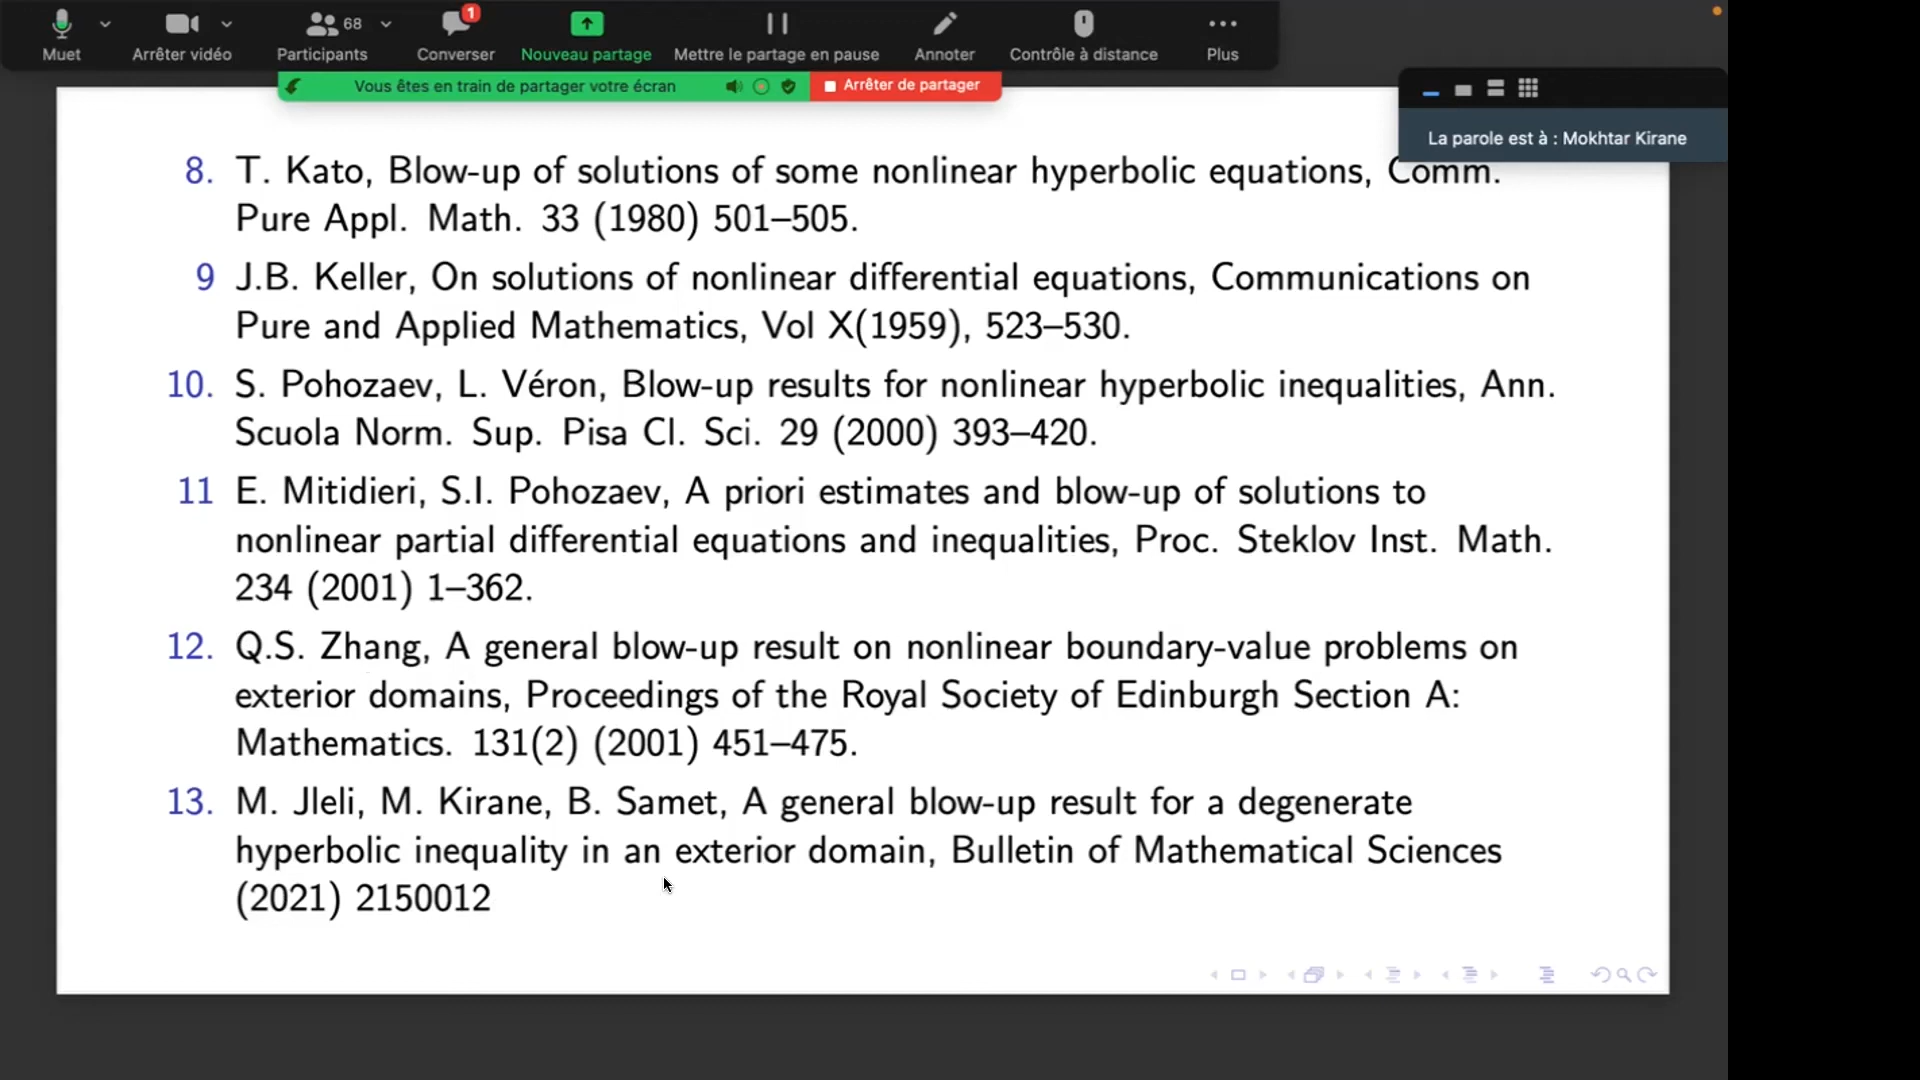 Muet
Arrêter vidéo
68
Participants
1
Converser
Nouveau partage
Mettre le partage en pause
Annoter
Contrôle à distance
Plus
Vous êtes en train de partager votre écran
Arrêter de partager
La parole est à : Mokhtar Kirane
8. T. Kato, Blow-up of solutions of some nonlinear hyperbolic equations, Comm.
Pure Appl. Math. 33 (1980) 501–505.
9 J.B. Keller, On solutions of nonlinear differential equations, Communications on
Pure and Applied Mathematics, Vol X(1959), 523–530.
10. S. Pohozaev, L. Véron, Blow-up results for nonlinear hyperbolic inequalities, Ann.
Scuola Norm. Sup. Pisa Cl. Sci. 29 (2000) 393–420.
11 E. Mitidieri, S.I. Pohozaev, A priori estimates and blow-up of solutions to
nonlinear partial differential equations and inequalities, Proc. Steklov Inst. Math.
234 (2001) 1–362.
12. Q.S. Zhang, A general blow-up result on nonlinear boundary-value problems on
exterior domains, Proceedings of the Royal Society of Edinburgh Section A:
Mathematics. 131(2) (2001) 451–475.
13. M. Jleli, M. Kirane, B. Samet, A general blow-up result for a degenerate
hyperbolic inequality in an exterior domain, Bulletin of Mathematical Sciences
(2021) 2150012